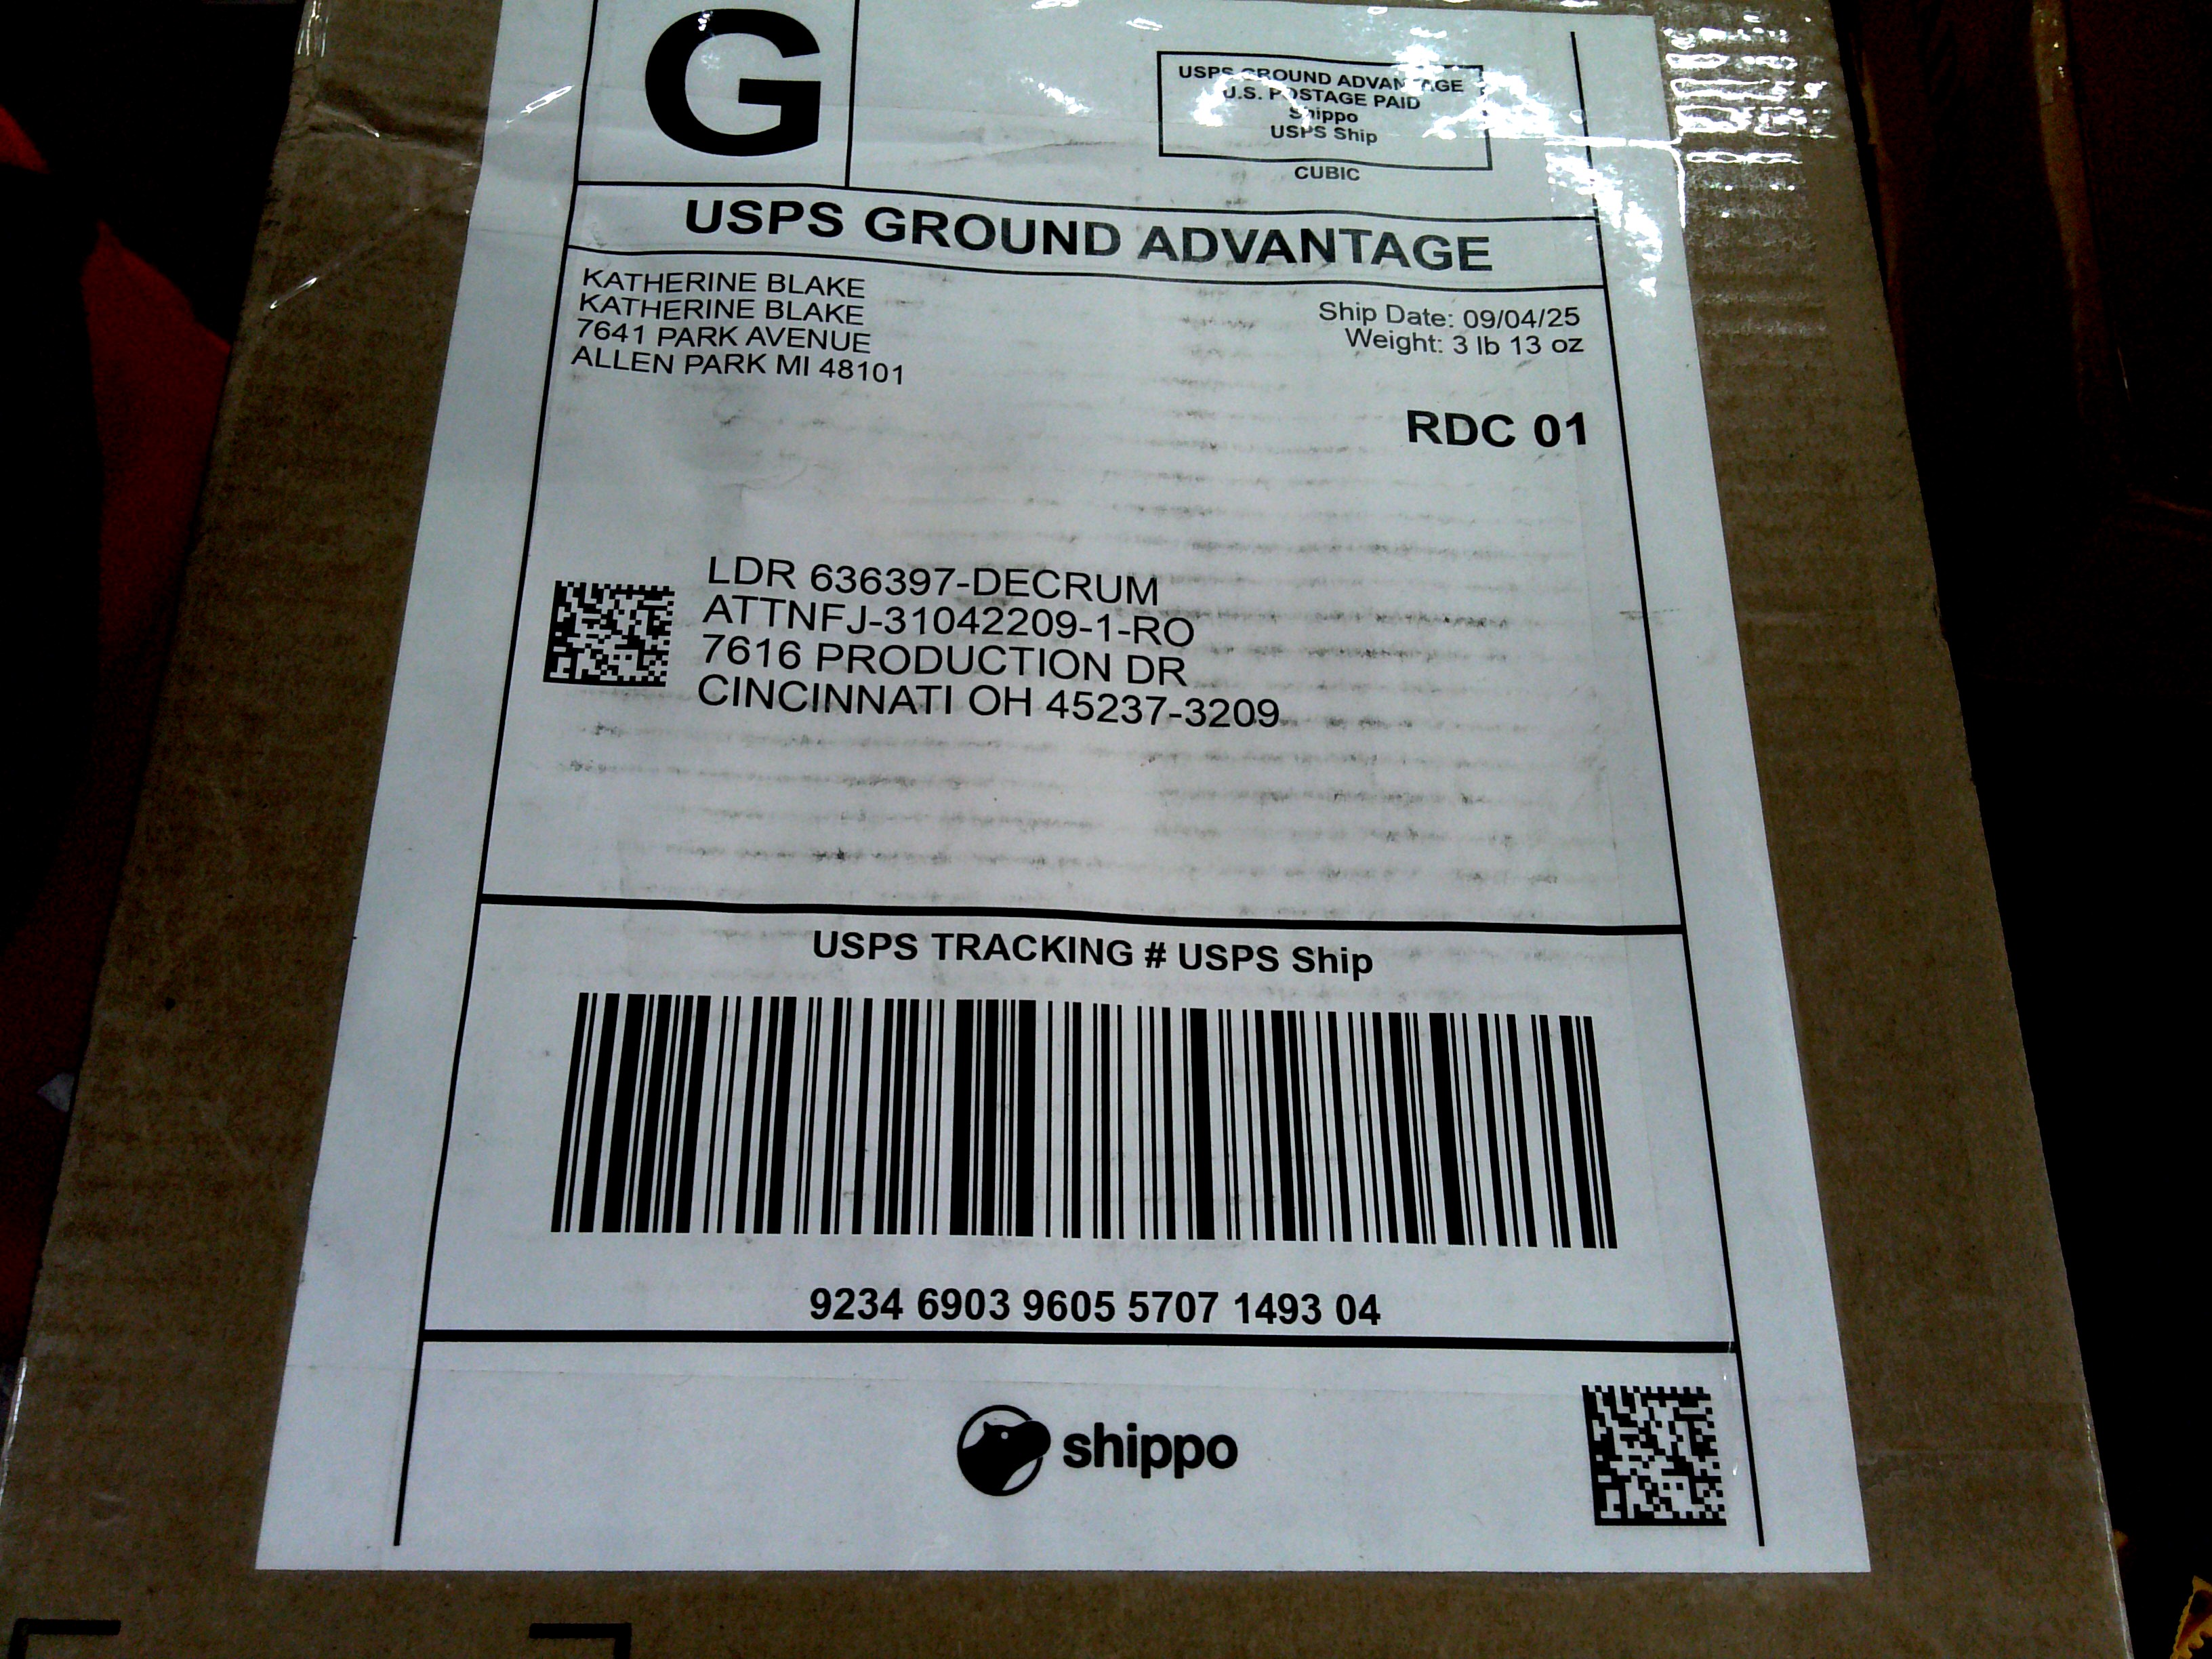 G
USPS GROUND ADVANTAGE
U.S. POSTAGE PAID
Shippo
USPS Ship
CUBIC
USPS GROUND ADVANTAGE
KATHERINE BLAKE
KATHERINE BLAKE
7641 PARK AVENUE
ALLEN PARK MI 48101
Ship Date: 09/04/25
Weight: 3 lb 13 oz
RDC 01
LDR 636397-DECRUM
ATTNFJ-31042209-1-RO
7616 PRODUCTION DR
CINCINNATI OH 45237-3209
USPS TRACKING # USPS Ship
9234 6903 9605 5707 1493 04
shippo